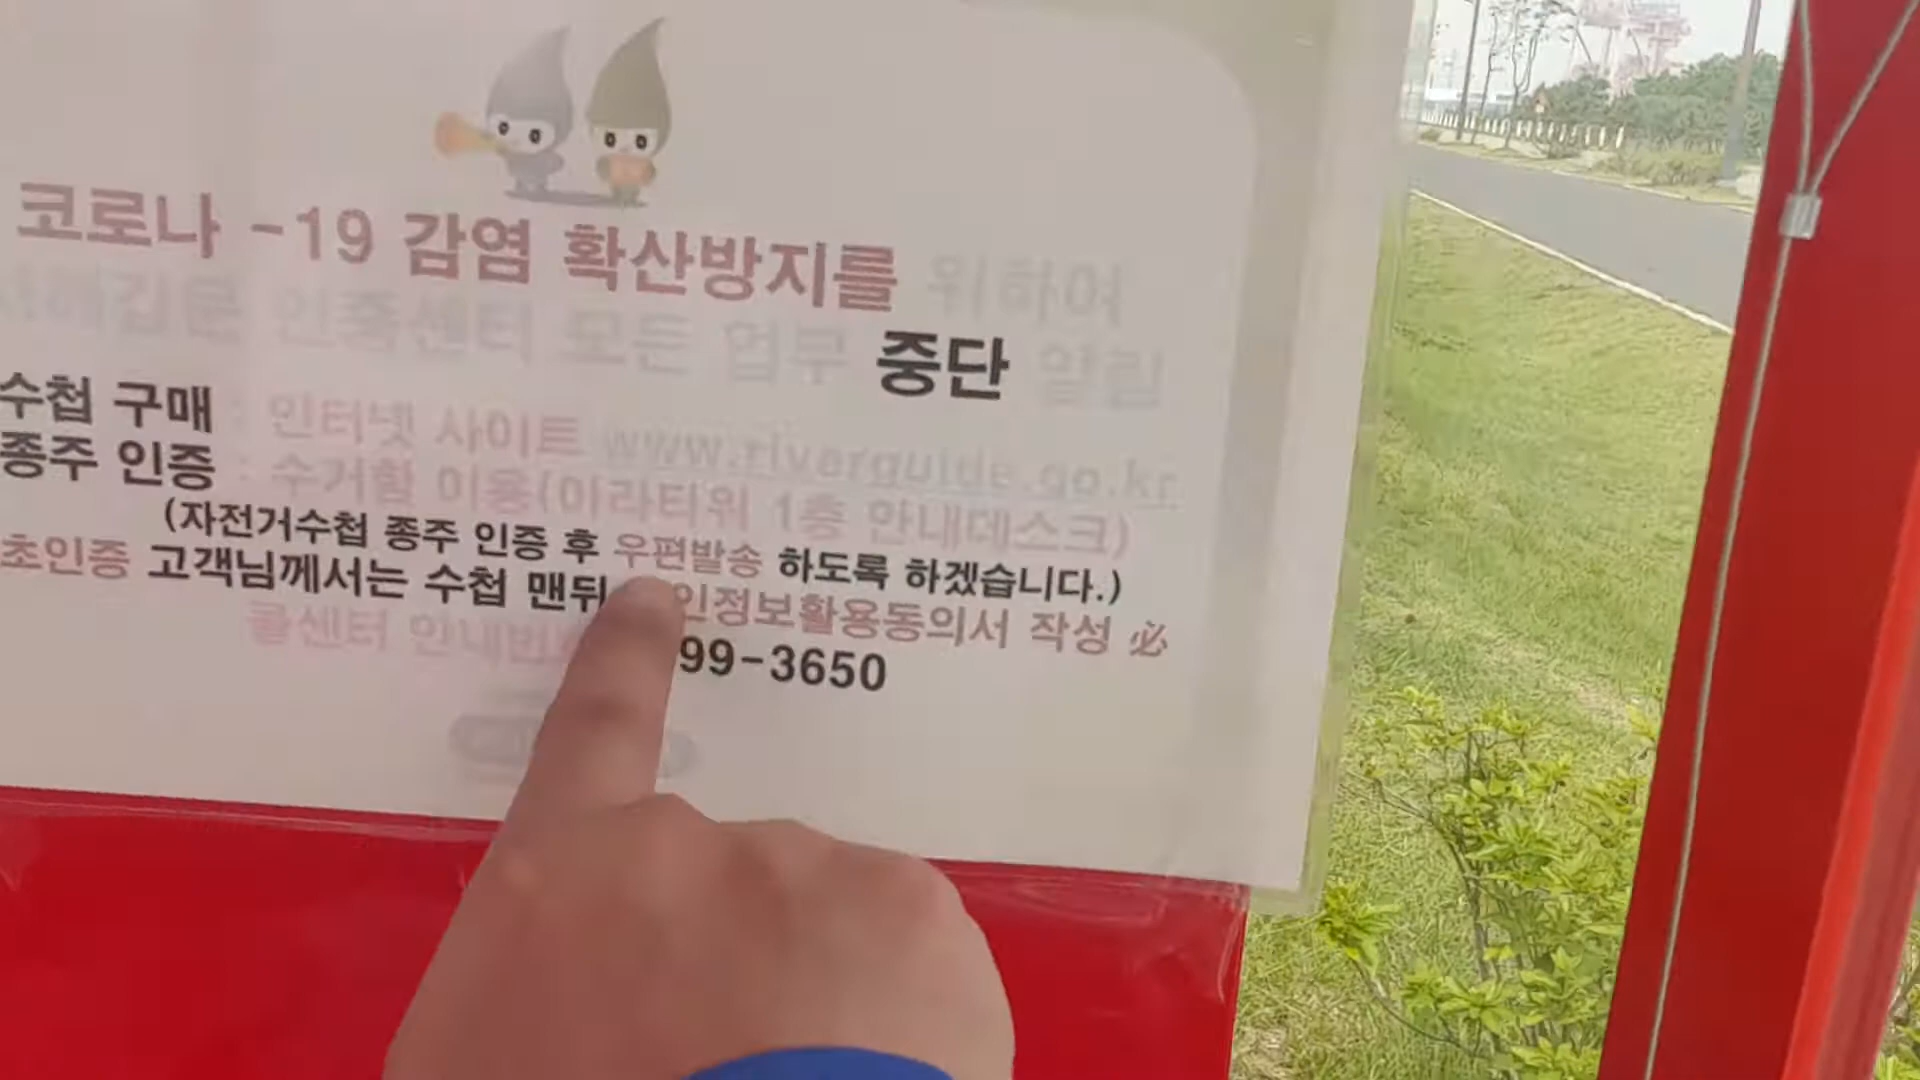 코로나 -19 감염 확산방지를 위하여
인증센터 모든 업무 중단 알림
수첩 구매 : 인터넷 사이트 www.riverguide.go.kr
종주 인증 : 수거함 이용(아라타워 1층 안내데스크)
(자전거수첩 종주 인증 후 우편발송 하도록 하겠습니다.)
초인증 고객님께서는 수첩 맨뒤 인정보활용동의서 작성 必
콜센터 안내번 99-3650